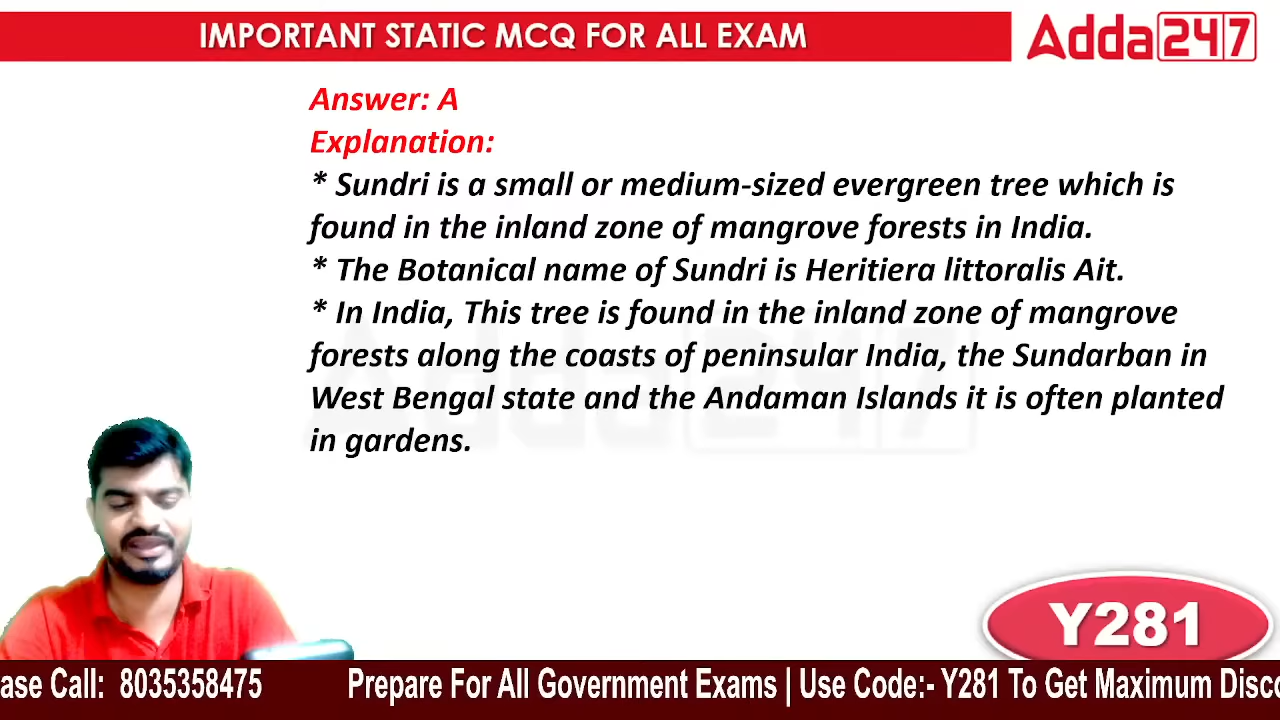 IMPORTANT STATIC MCQ FOR ALL EXAM
Adda247
Answer: A
Explanation:
* Sundri is a small or medium-sized evergreen tree which is
found in the inland zone of mangrove forests in India.
* The Botanical name of Sundri is Heritiera littoralis Ait.
* In India, This tree is found in the inland zone of mangrove
forests along the coasts of peninsular India, the Sundarban in
West Bengal state and the Andaman Islands it is often planted
in gardens.
Y281
ase Call: 8035358475 Prepare For All Government Exams | Use Code:- Y281 To Get Maximum Disco